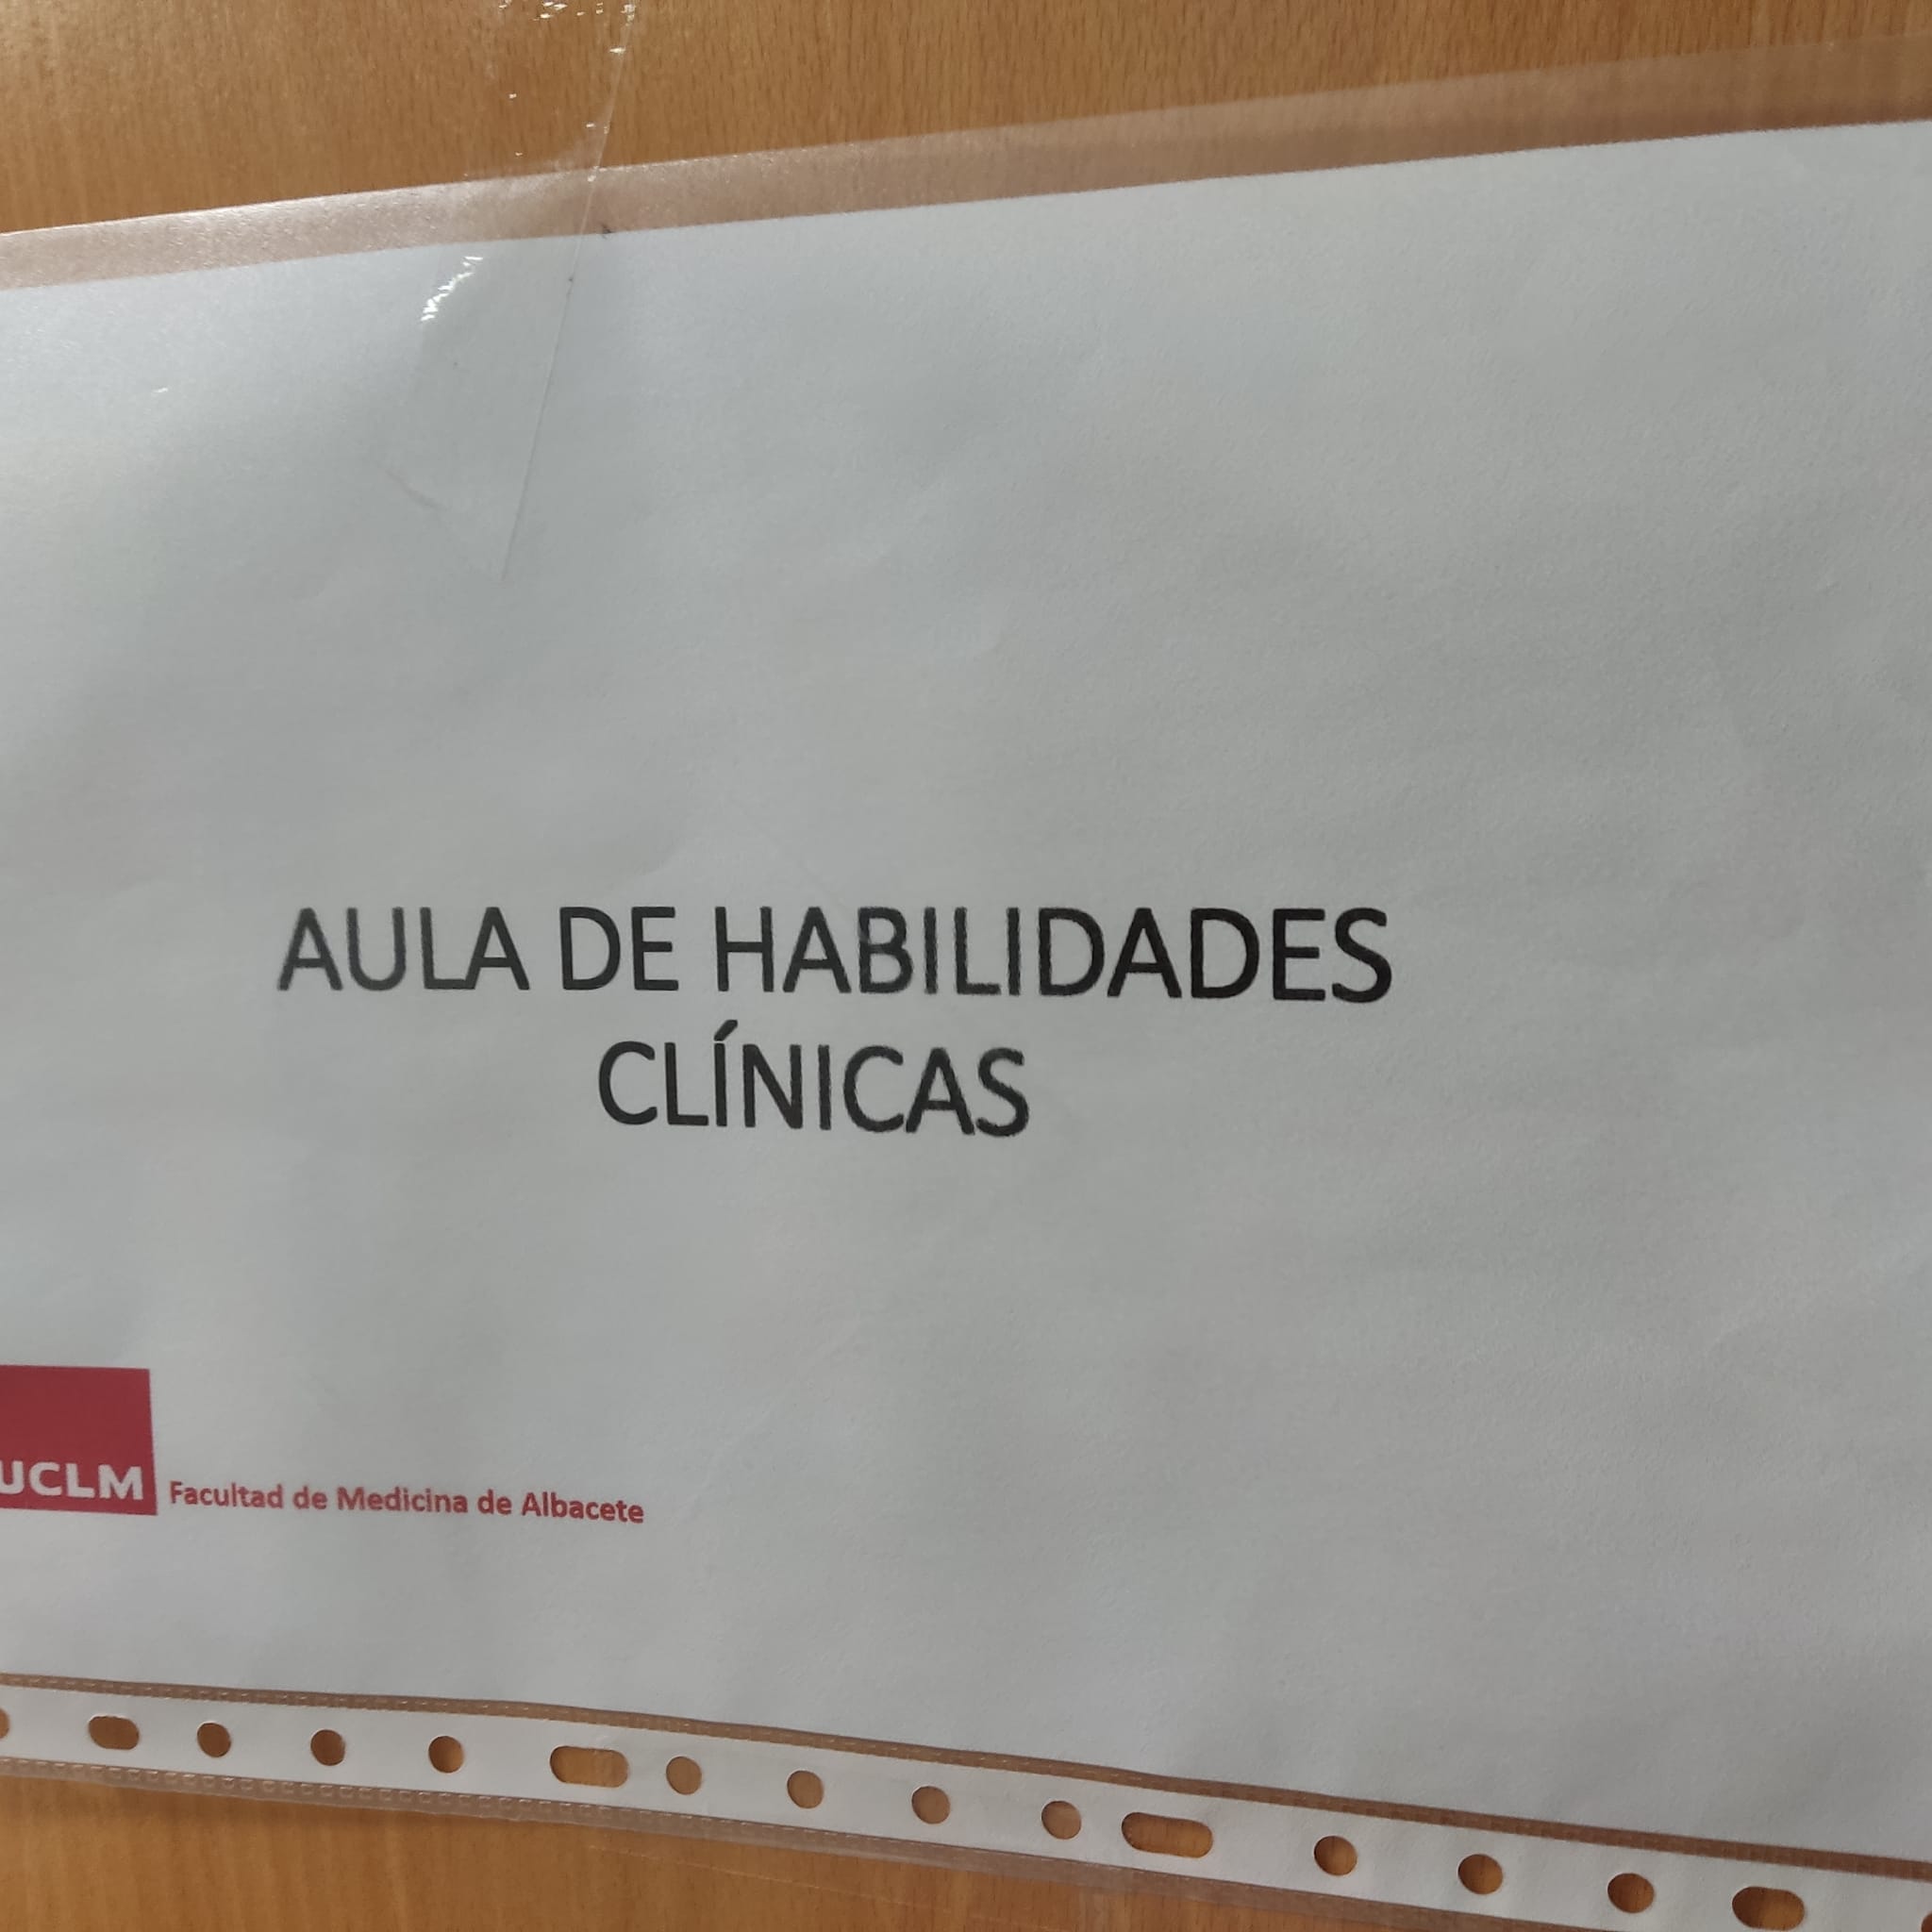 AULA DE HABILIDADES
CLÍNICAS
UCLM
Facultad de Medicina de Albacete